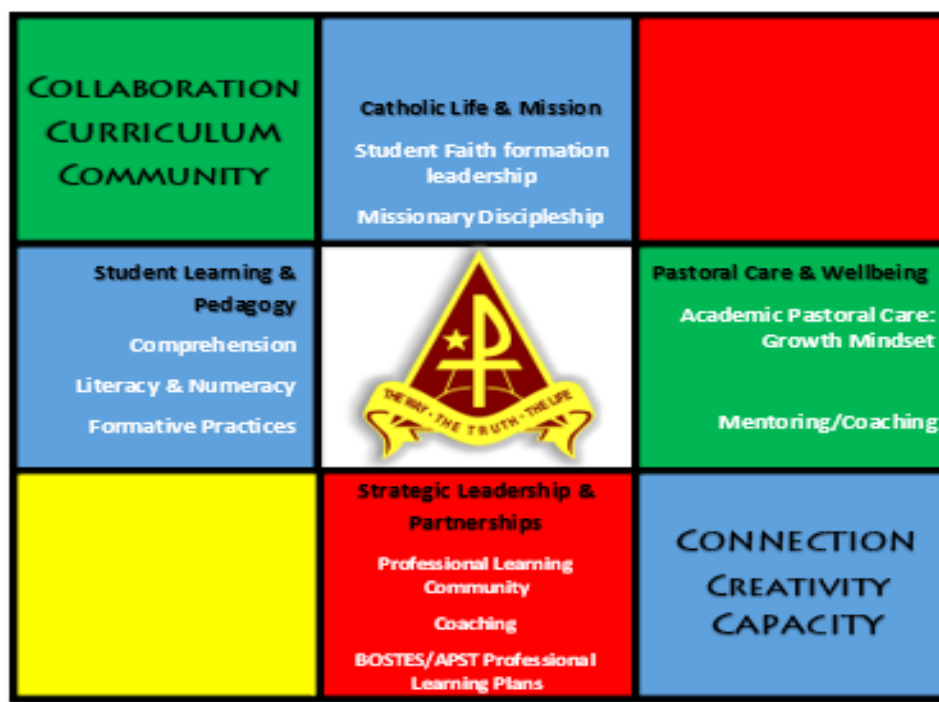 COLLABORATION
CURRICULUM
COMMUNITY
Catholic Life & Mission
Student Faith formation
leadership
Missionary Discipleship
Student Learning &
Pedagogy
Comprehension
Literacy & Numeracy
Formative Practices
THE WAY · THE TRUTH · THE LIFE
Pastoral Care & Wellbeing
Academic Pastoral Care:
Growth Mindset
Mentoring/Coaching
Strategic Leadership &
Partnerships
Professional Learning
Community
Coaching
BOSTES/APST Professional
Learning Plans
CONNECTION
CREATIVITY
CAPACITY